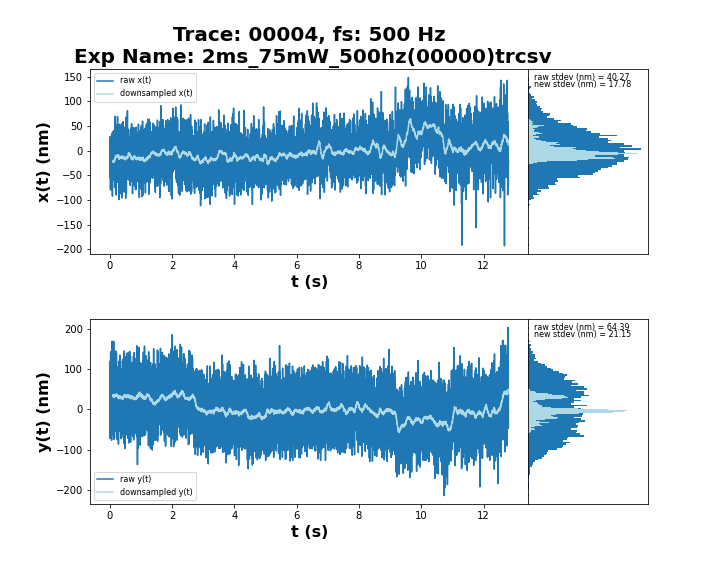 Trace: 00004, fs: 500 Hz
Exp Name: 2ms_75mW_500hz(00000)trcsv
raw x(t)
downsampled x(t)
raw stdev (nm) = 40.27
new stdev (nm) = 17.78
150
100
50
0
−50
−100
−150
−200
x(t) (nm)
0 2 4 6 8 10 12
t (s)
raw stdev (nm) = 64.39
new stdev (nm) = 21.15
200
100
0
−100
−200
y(t) (nm)
raw y(t)
downsampled y(t)
0 2 4 6 8 10 12
t (s)